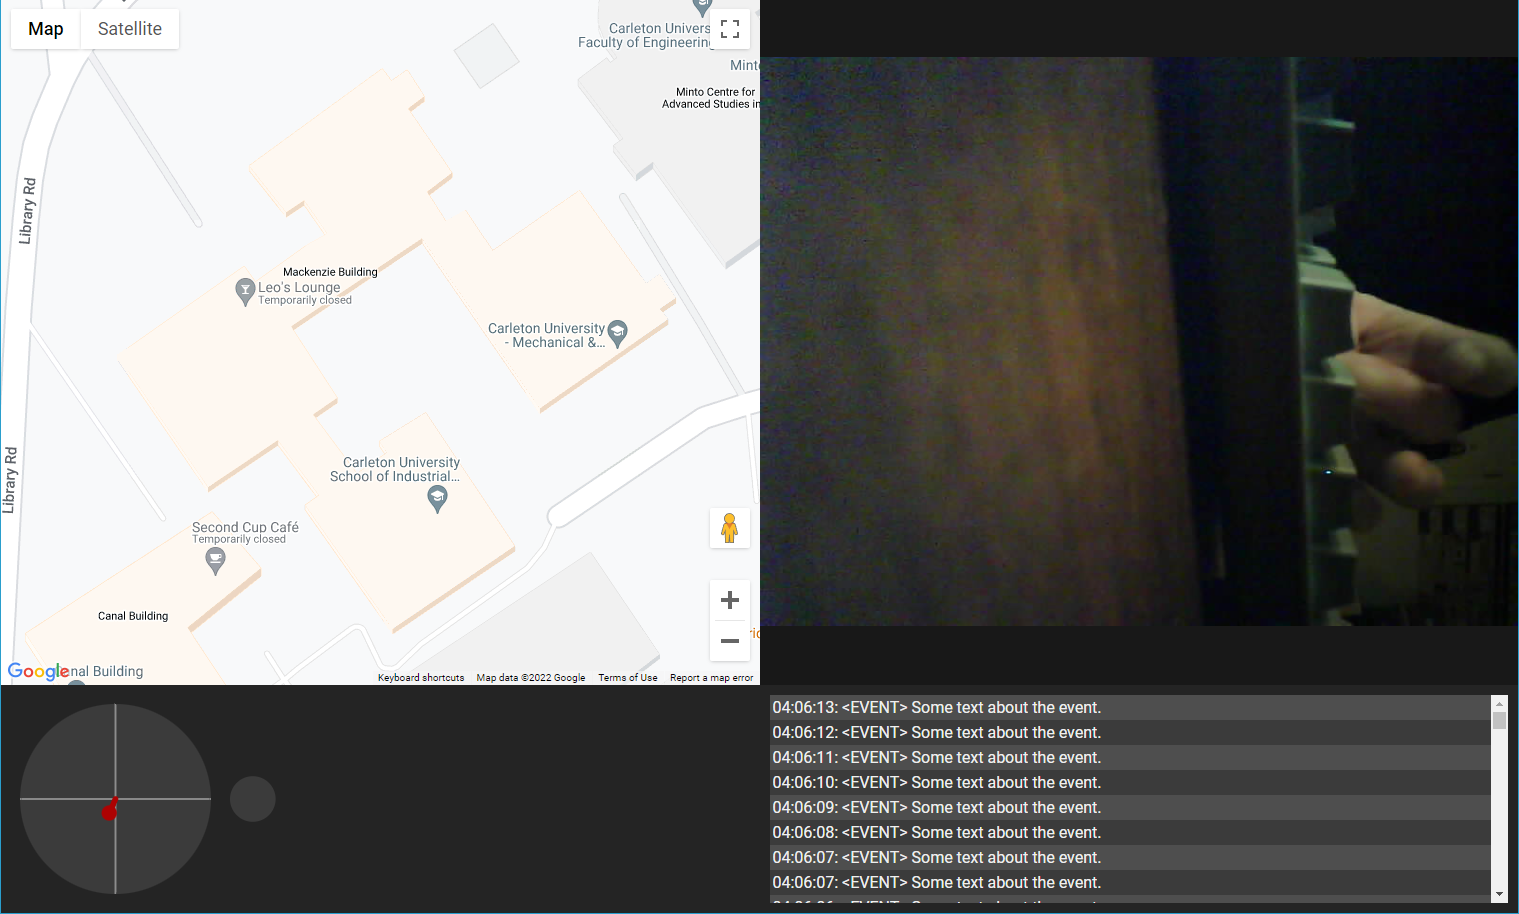 Map
Satellite
Carleton Univers
Faculty of Engineering
Minto
Minto Centre for
Advanced Studies in
Library Rd
Mackenzie Building
Leo's Lounge
Temporarily closed
Carleton University
- Mechanical &...
Carleton University
School of Industrial...
Library Rd
Second Cup Café
Temporarily closed
Canal Building
ric
Google
nal Building
Keyboard shortcuts
Map data ©2022 Google
Terms of Use
Report a map error
04:06:13: <EVENT> Some text about the event.
04:06:12: <EVENT> Some text about the event.
04:06:11: <EVENT> Some text about the event.
04:06:10: <EVENT> Some text about the event.
04:06:09: <EVENT> Some text about the event.
04:06:08: <EVENT> Some text about the event.
04:06:07: <EVENT> Some text about the event.
04:06:07: <EVENT> Some text about the event.